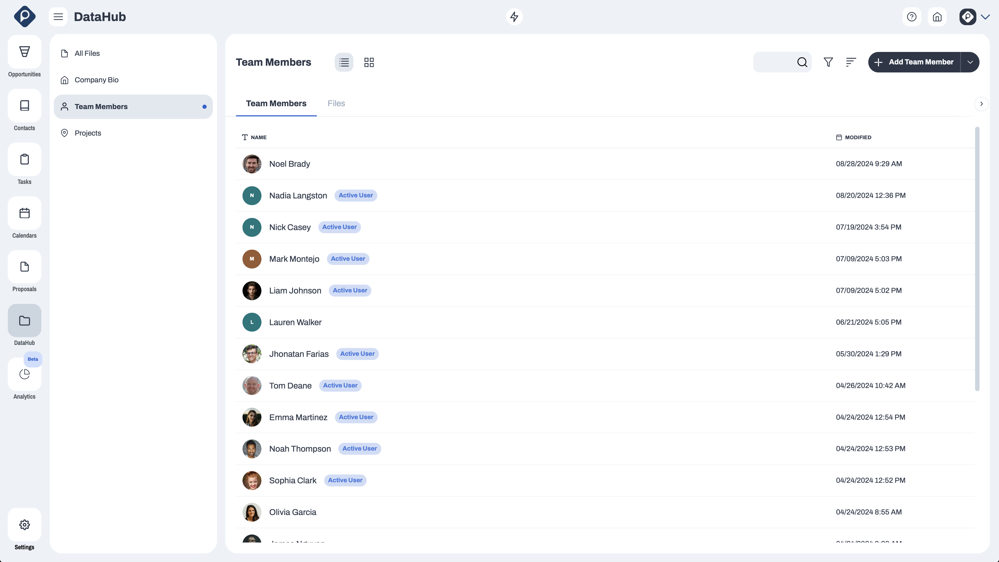 DataHub
Opportunities
Contacts
Tasks
Calendars
Proposals
DataHub
Beta
Analytics
Settings
All Files
Company Bio
Team Members
Projects
Team Members
Add Team Member
Team Members Files
NAME MODIFIED
Noel Brady 08/28/2024 9:29 AM
N Nadia Langston Active User 08/20/2024 12:36 PM
N Nick Casey Active User 07/19/2024 3:54 PM
M Mark Montejo Active User 07/09/2024 5:03 PM
Liam Johnson Active User 07/09/2024 5:02 PM
L Lauren Walker 06/21/2024 5:05 PM
Jhonatan Farias Active User 05/30/2024 1:29 PM
Tom Deane Active User 04/26/2024 10:42 AM
Emma Martinez Active User 04/24/2024 12:54 PM
Noah Thompson Active User 04/24/2024 12:53 PM
Sophia Clark Active User 04/24/2024 12:52 PM
Olivia Garcia 04/24/2024 8:55 AM